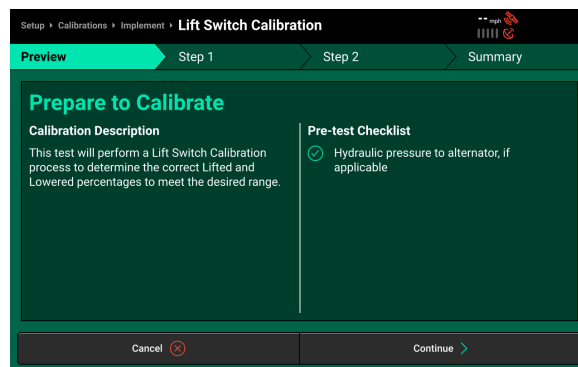 Setup ▸ Calibrations ▸ Implement ▸ Lift Switch Calibration
-- mph
Preview
Step 1
Step 2
Summary
Prepare to Calibrate
Calibration Description
This test will perform a Lift Switch Calibration
process to determine the correct Lifted and
Lowered percentages to meet the desired range.
Pre-test Checklist
Hydraulic pressure to alternator, if
applicable
Cancel
Continue